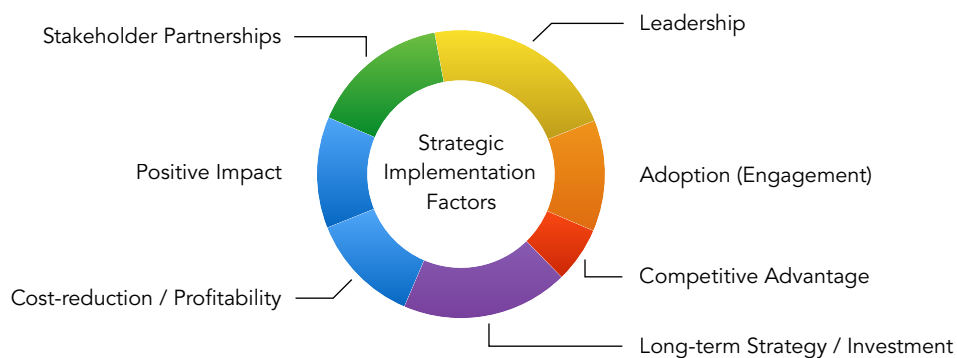 Stakeholder Partnerships
Leadership
Strategic
Implementation
Factors
Positive Impact
Adoption (Engagement)
Competitive Advantage
Cost-reduction / Profitability
Long-term Strategy / Investment